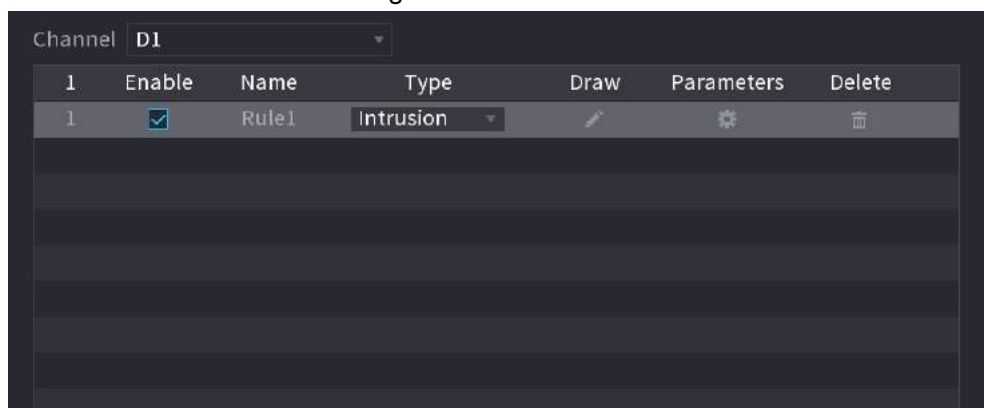 Channel D1
1 Enable Name Type Draw Parameters Delete
1 Rule1 Intrusion